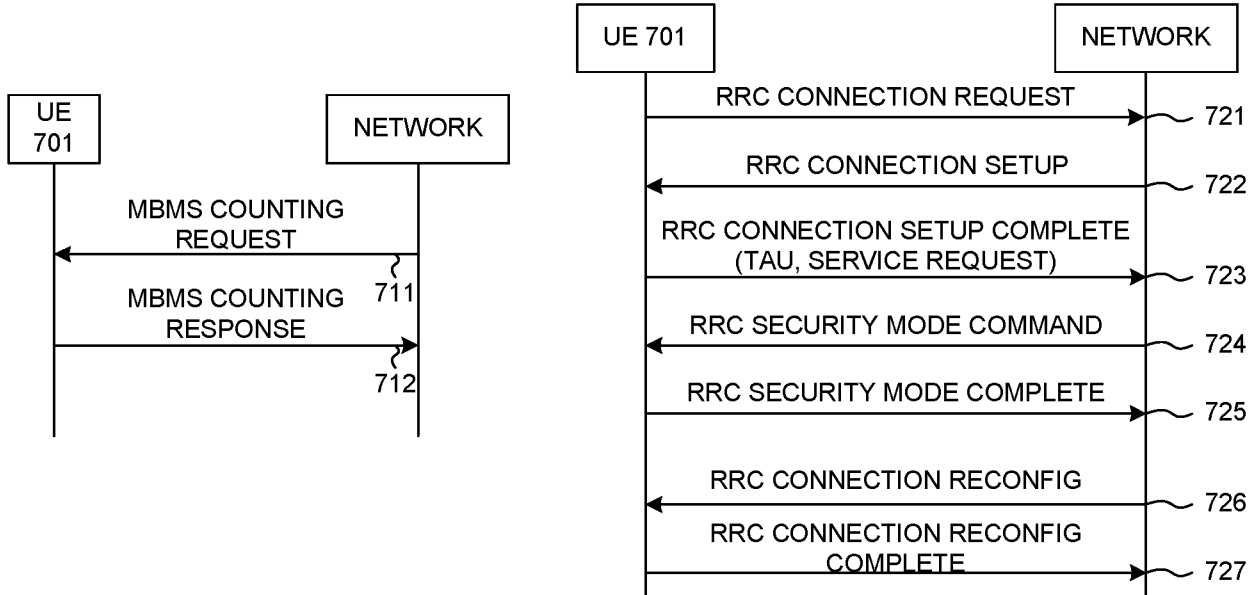 UE
701
NETWORK
MBMS COUNTING
REQUEST
711
MBMS COUNTING
RESPONSE
712
UE 701
NETWORK
RRC CONNECTION REQUEST
721
RRC CONNECTION SETUP
722
RRC CONNECTION SETUP COMPLETE
(TAU, SERVICE REQUEST)
723
RRC SECURITY MODE COMMAND
724
RRC SECURITY MODE COMPLETE
725
RRC CONNECTION RECONFIG
726
RRC CONNECTION RECONFIG
COMPLETE
727